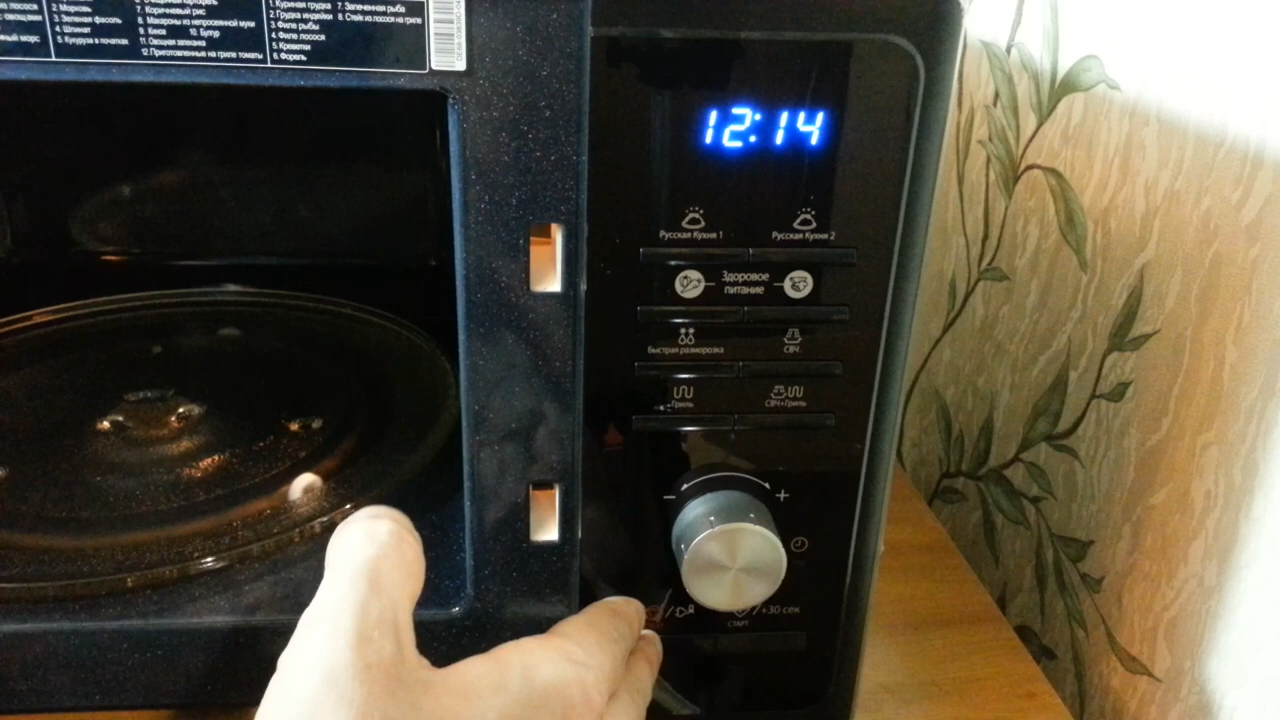 2. Морковь
3. Зеленая фасоль
4. Шпинат
5. Кукуруза в початках
7. Коричневый рис
8. Макароны из непросеянной муки
9. Киноа 10. Булгур
11. Овощная запеканка
12. Приготовленные на гриле томаты
1. Куриная грудка 7. Запеченная рыба
2. Грудка индейки 8. Стейк из лосося на гриле
3. Филе рыбы
4. Филе лосося
5. Креветки
6. Форель
12:14
Русская Кухня 1 Русская Кухня 2
Здоровое
питание
Быстрая разморозка СВЧ
Гриль СВЧ+Гриль
− +
/+30 сек
СТАРТ